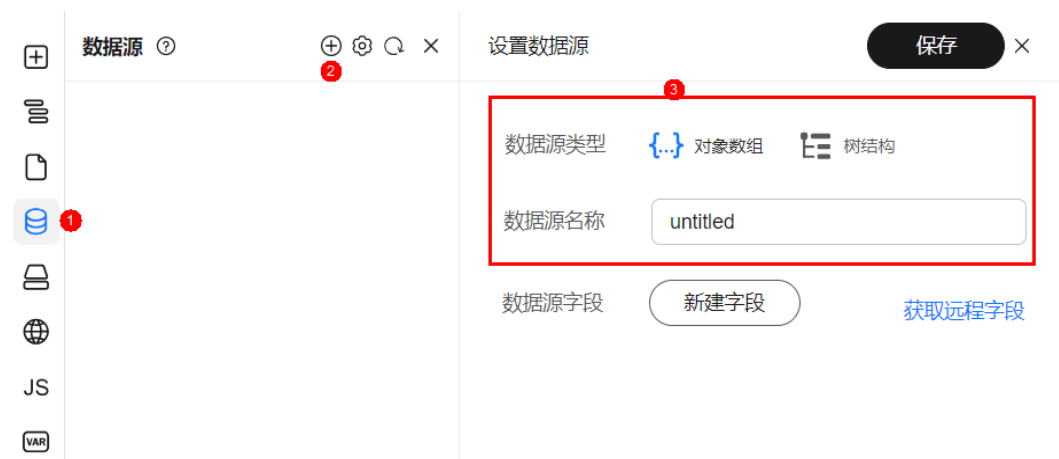 数据源
设置数据源
保存
2
3
数据源类型
{...} 对象数组
树结构
1
数据源名称
untitled
数据源字段
新建字段
获取远程字段
JS
VAR